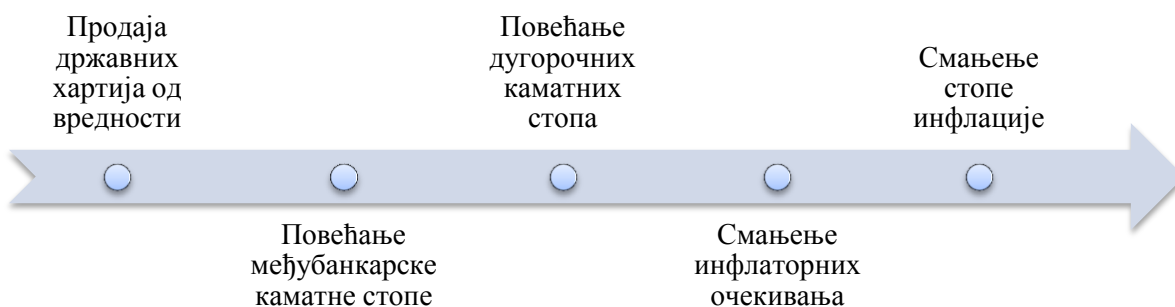 Продаја
државних
хартија од
вредности
Повећање
међубанкарске
каматне стопе
Повећање
дугорочних
каматних
стопа
Смањење
инфлаторних
очекивања
Смањење
стопе
инфлације